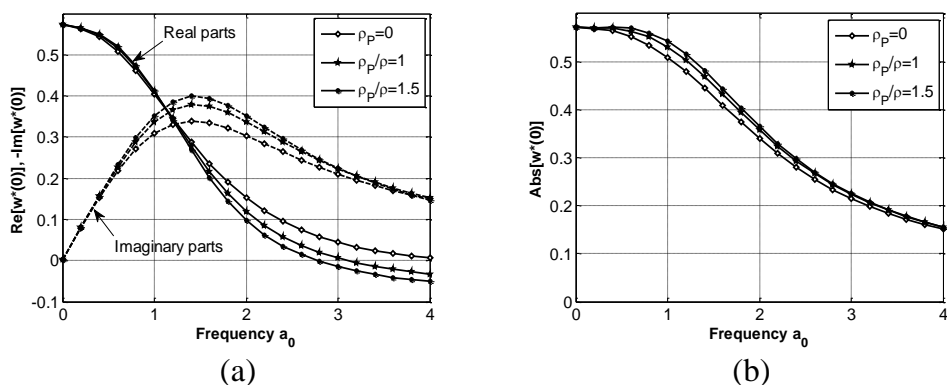 Re[w*(0)], -Im[w*(0)]
0.5
0.4
0.3
0.2
0.1
0
-0.1
Real parts
Imaginary parts
ρP=0
ρP/ρ=1
ρP/ρ=1.5
0 1 2 3 4
Frequency a0
(a)
Abs[w*(0)]
0.6
0.5
0.4
0.3
0.2
0.1
0
ρP=0
ρP/ρ=1
ρP/ρ=1.5
0 1 2 3 4
Frequency a0
(b)